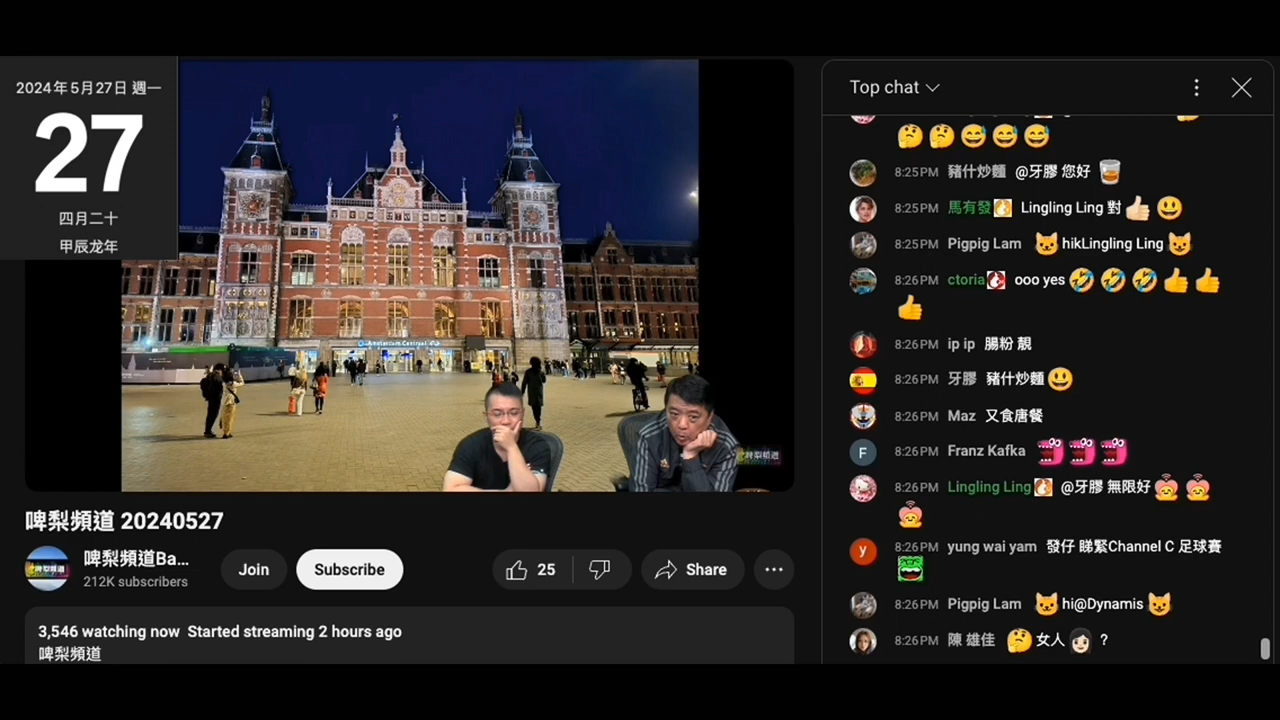 2024年5月27日 週一
27
四月二十
甲辰龙年
Amsterdam Centraal
啤梨頻道
啤梨頻道 20240527
啤梨頻道Ba...
212K subscribers
Join
Subscribe
25
Share
3,546 watching now Started streaming 2 hours ago
啤梨頻道
Top chat
8:25PM 豬什炒麵 @牙膠 您好
8:25PM 馬有發 Lingling Ling 對
8:25PM Pigpig Lam hikLingling Ling
8:26PM ctoria ooo yes
8:26PM ip ip 腸粉 靚
8:26PM 牙膠 豬什炒麵
8:26PM Maz 又食唐餐
F
8:26PM Franz Kafka
8:26PM Lingling Ling @牙膠 無限好
y
8:26PM yung wai yam 發仔 睇緊Channel C 足球賽
8:26PM Pigpig Lam hi@Dynamis
8:26PM 陳 雄佳 女人 ?